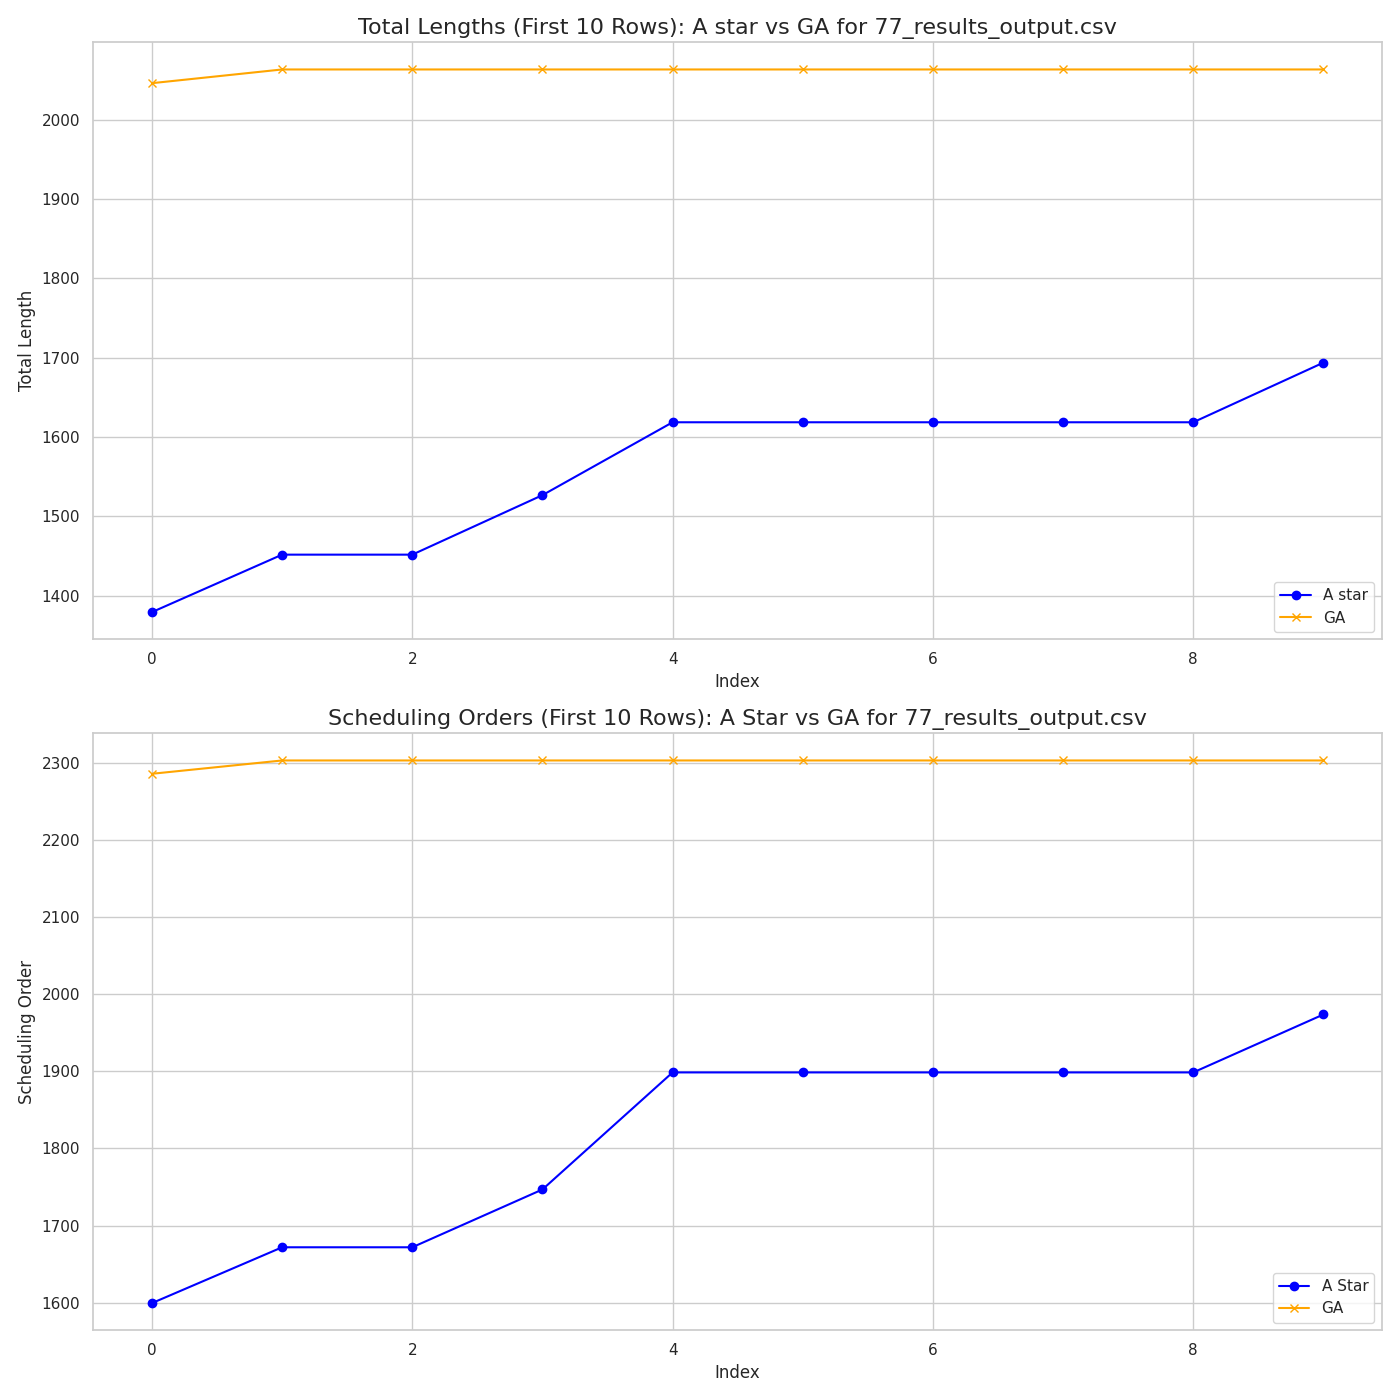 Total Lengths (First 10 Rows): A star vs GA for 77_results_output.csv
Total Length
2000
1900
1800
1700
1600
1500
1400
0 2 4 6 8
Index
A star
GA
Scheduling Orders (First 10 Rows): A Star vs GA for 77_results_output.csv
Scheduling Order
2300
2200
2100
2000
1900
1800
1700
1600
0 2 4 6 8
Index
A Star
GA